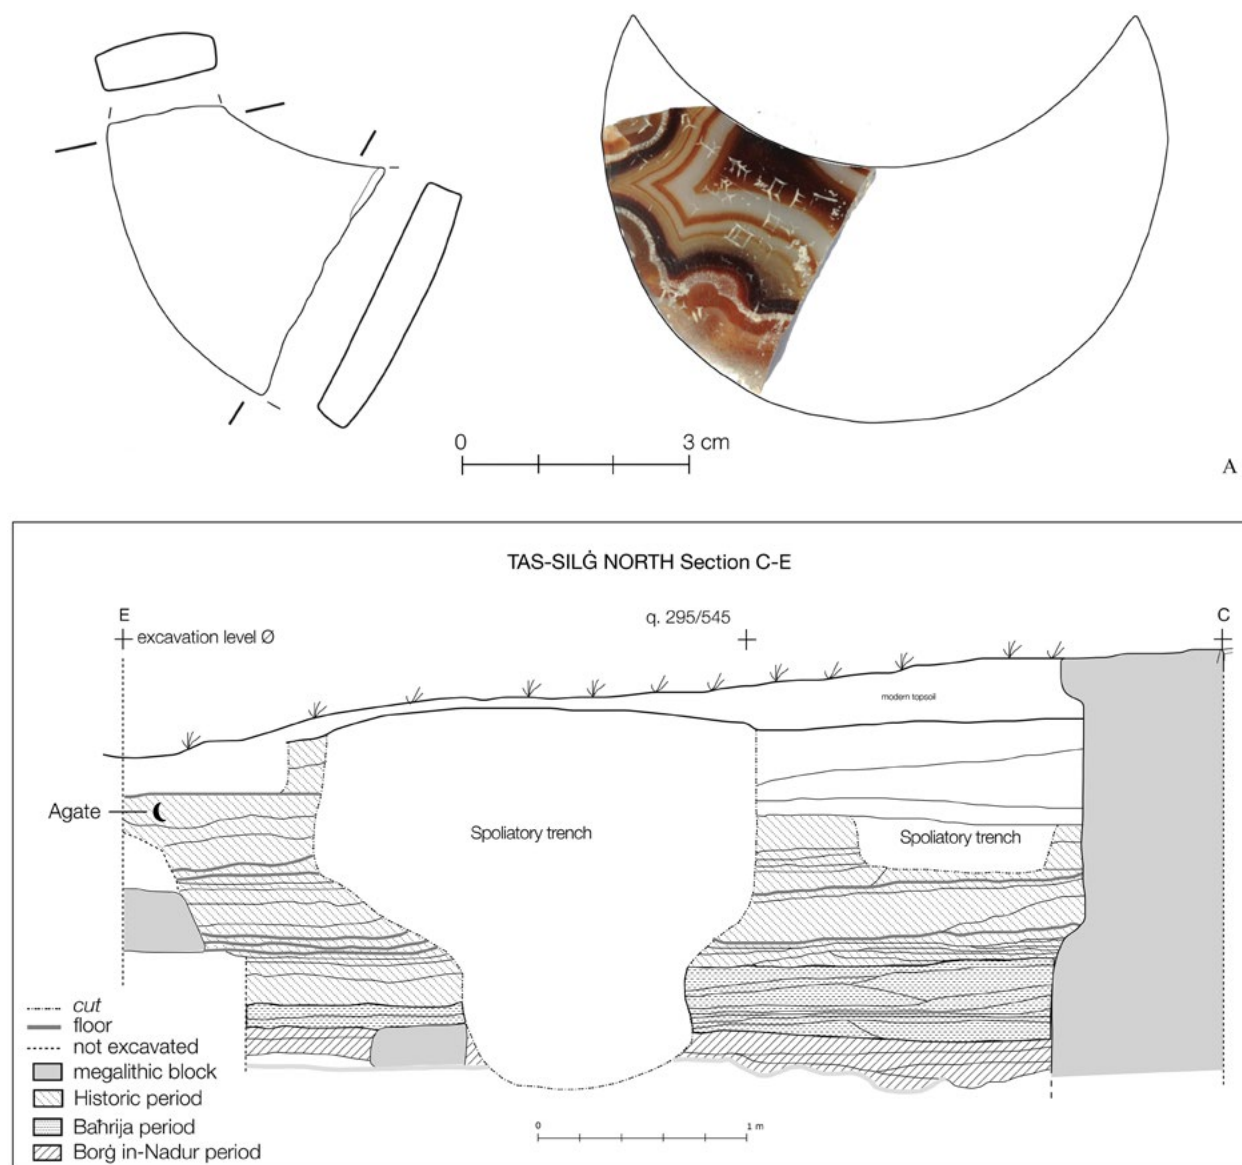 0 3 cm
A
TAS-SILĠ NORTH Section C-E
E q. 295/545 C
excavation level Ø
modern topsoil
Agate
Spoliatory trench Spoliatory trench
cut
floor
not excavated
megalithic block
Historic period
Baħrija period
Borġ in-Nadur period
0 1 m